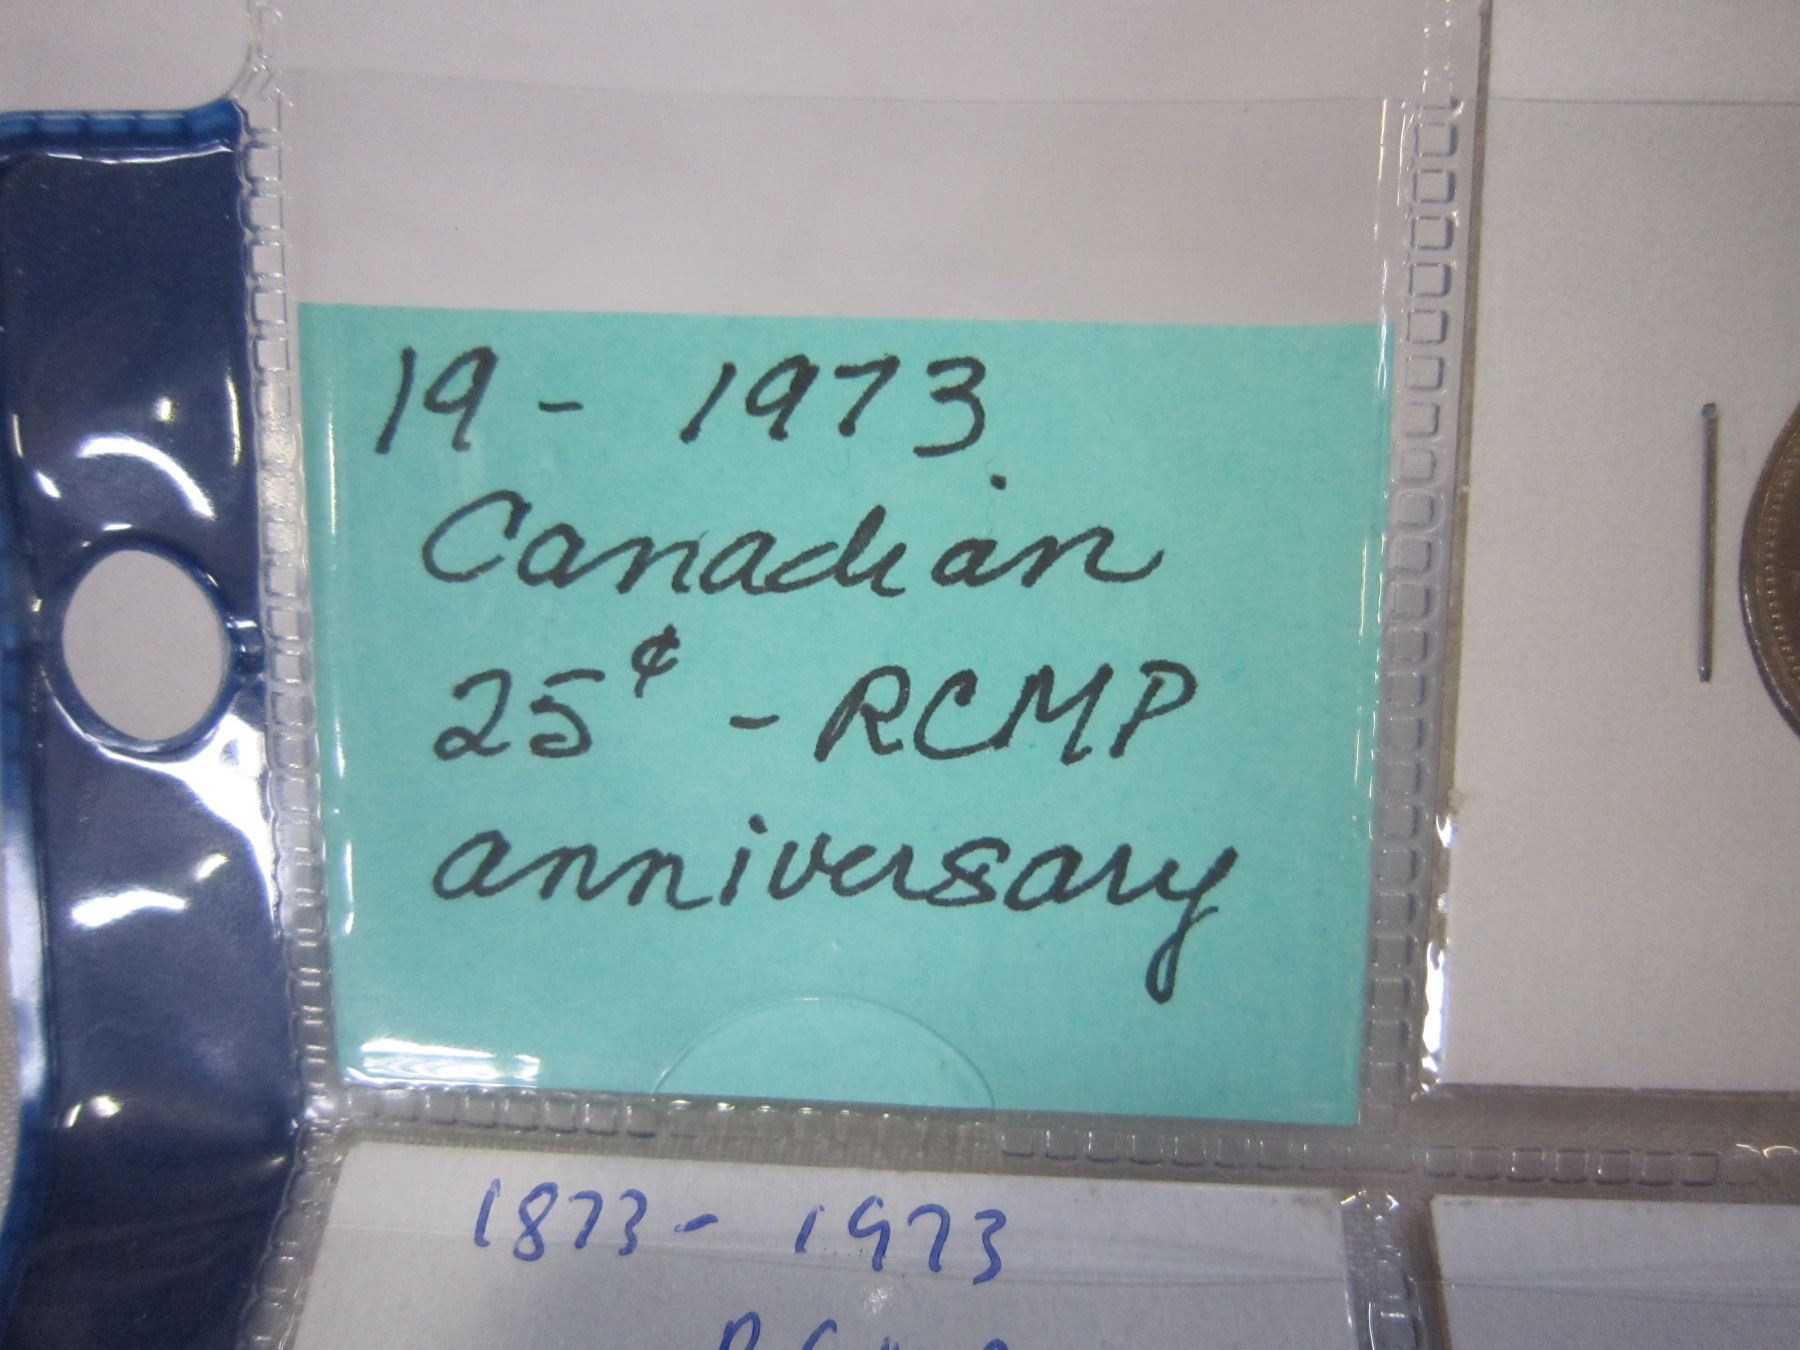 19 - 1973
Canadian
25¢ - RCMP
anniversary
1873 - 1973